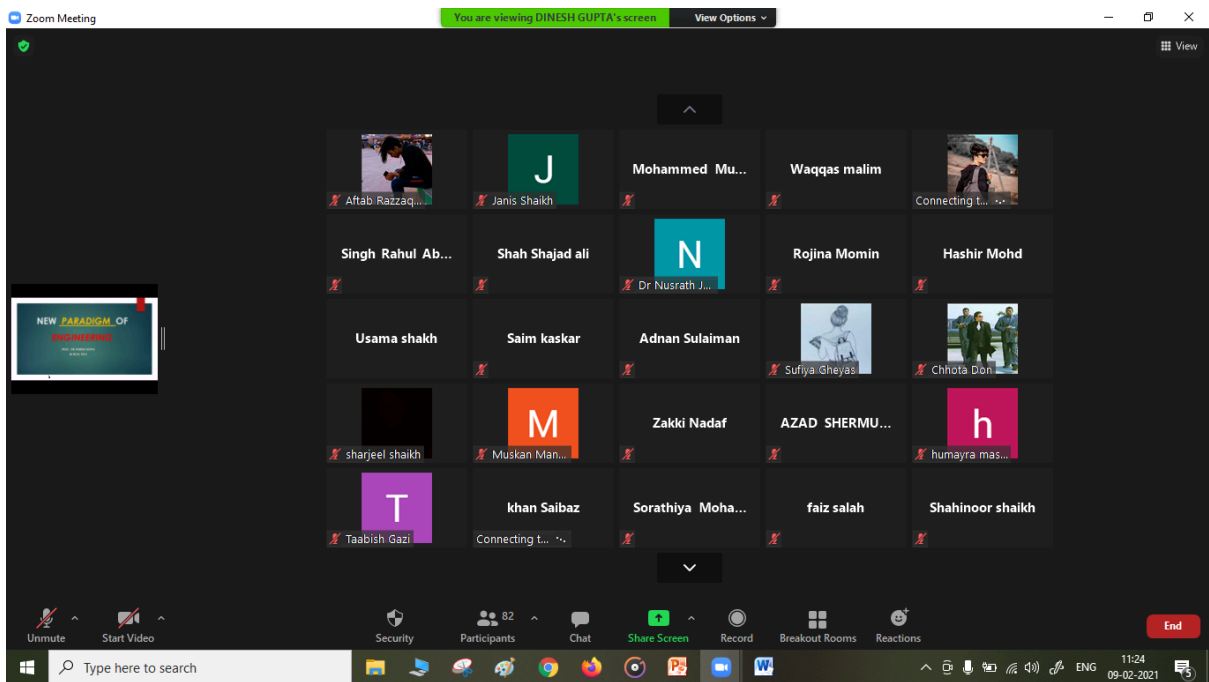 Zoom Meeting
You are viewing DINESH GUPTA's screen
View Options
View
Aftab Razzaq...
J
Janis Shaikh
Mohammed Mu...
Waqqas malim
Connecting t...
Singh Rahul Ab...
Shah Shajad ali
N
Dr Nusrath J...
Rojina Momin
Hashir Mohd
NEW PARADIGM OF
ENGINEERING
Usama shakh
Saim kaskar
Adnan Sulaiman
Sufiya Gheyas
Chhota Don
sharjeel shaikh
M
Muskan Man...
Zakki Nadaf
AZAD SHERMU...
h
humayra mas...
T
Taabish Gazi
khan Saibaz
Connecting t...
Sorathiya Moha...
faiz salah
Shahinoor shaikh
Unmute
Start Video
Security
82
Participants
Chat
Share Screen
Record
Breakout Rooms
Reactions
End
Type here to search
ENG
11:24
09-02-2021
5